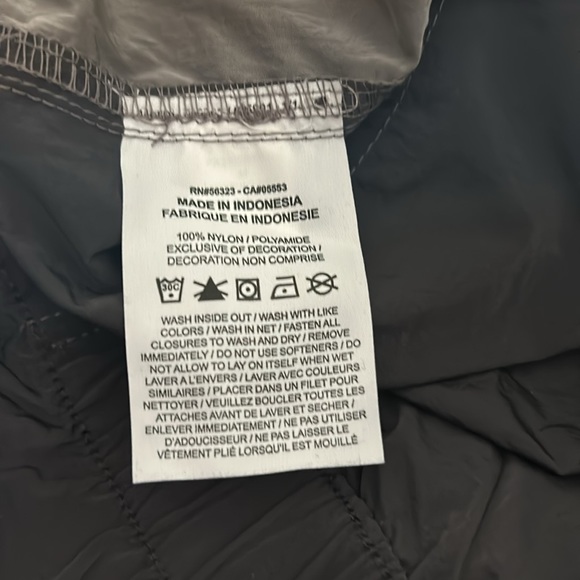 RN#56323 - CA#05553
MADE IN INDONESIA
FABRIQUE EN INDONESIE
100% NYLON / POLYAMIDE
EXCLUSIVE OF DECORATION /
DECORATION NON COMPRISE
30C
WASH INSIDE OUT / WASH WITH LIKE
COLORS / WASH IN NET / FASTEN ALL
CLOSURES TO WASH AND DRY / REMOVE
IMMEDIATELY / DO NOT USE SOFTENERS / DO
NOT ALLOW TO LAY ON ITSELF WHEN WET
LAVER A L'ENVERS / LAVER AVEC COULEURS
SIMILAIRES / PLACER DANS UN FILET POUR
NETTOYER / VEUILLEZ BOUCLER TOUTES LES
ATTACHES AVANT DE LAVER ET SECHER /
ENLEVER IMMEDIATEMENT / NE PAS UTILISER
D'ADOUCISSEUR / NE PAS LAISSER LE
VÊTEMENT PLIÉ LORSQU'IL EST MOUILLÉ